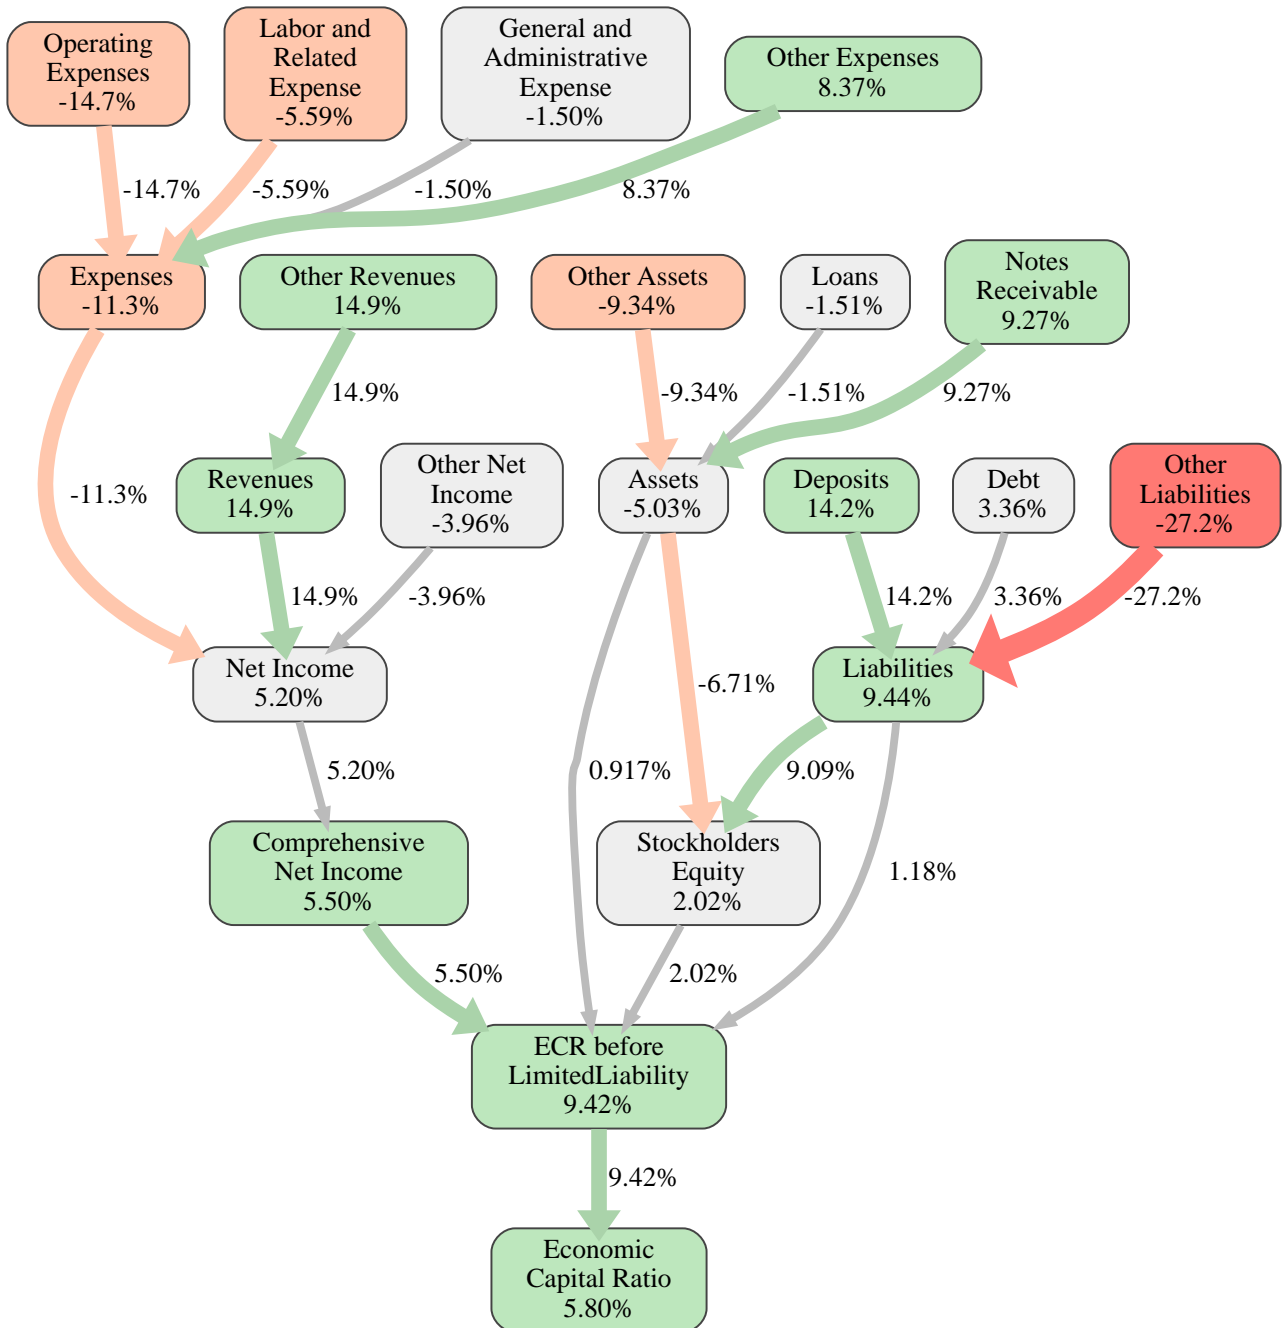 Operating
Expenses
-14.7%
Labor and
Related
Expense
-5.59%
General and
Administrative
Expense
-1.50%
Other Expenses
8.37%
-14.7%
-5.59%
-1.50%
8.37%
Expenses
-11.3%
Other Revenues
14.9%
Other Assets
-9.34%
Loans
-1.51%
Notes
Receivable
9.27%
14.9%
-9.34%
-1.51%
9.27%
-11.3%
Revenues
14.9%
Other Net
Income
-3.96%
Assets
-5.03%
Deposits
14.2%
Debt
3.36%
Other
Liabilities
-27.2%
14.9%
-3.96%
14.2%
3.36%
-27.2%
Net Income
5.20%
-6.71%
Liabilities
9.44%
5.20%
0.917%
9.09%
Comprehensive
Net Income
5.50%
Stockholders
Equity
2.02%
1.18%
5.50%
2.02%
ECR before
LimitedLiability
9.42%
9.42%
Economic
Capital Ratio
5.80%